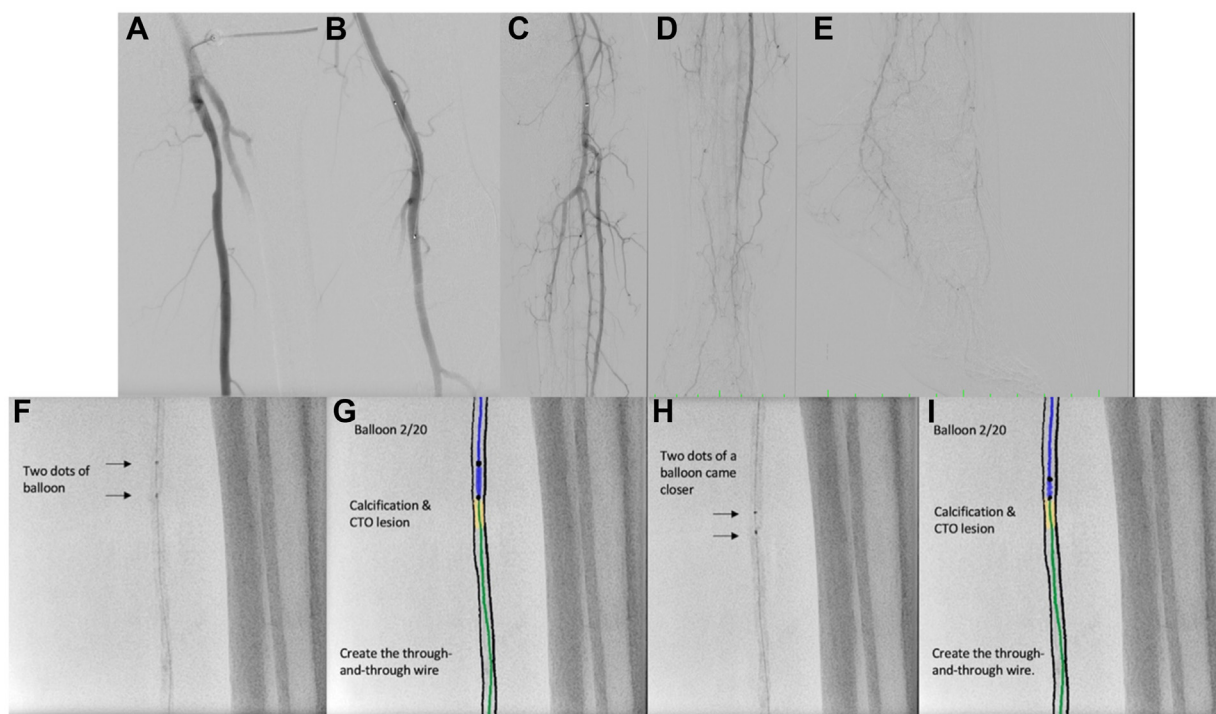 A
B
C
D
E
F
Two dots of
balloon
G
Balloon 2/20
Calcification &
CTO lesion
Create the through-
and-through wire
H
Two dots of a
balloon came
closer
I
Balloon 2/20
Calcification &
CTO lesion
Create the through-
and-through wire.